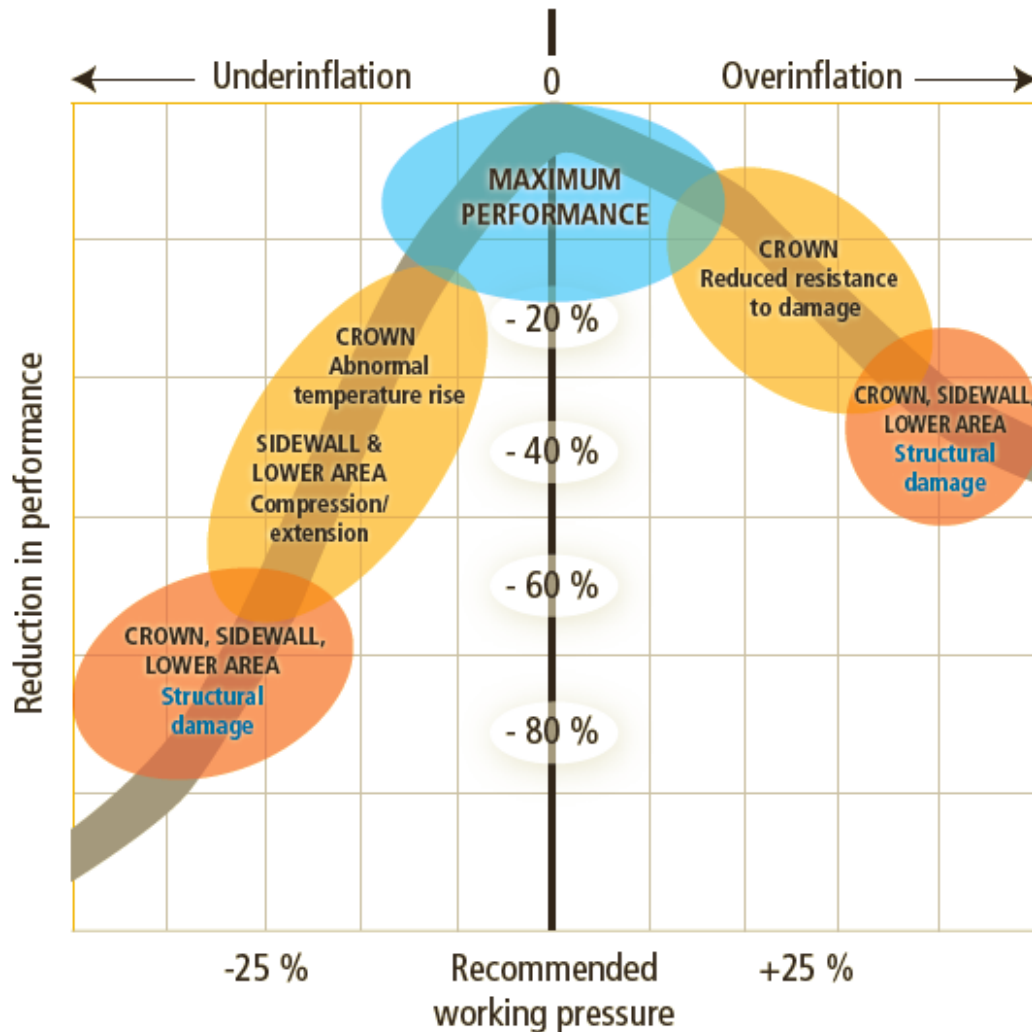 Underinflation
0
Overinflation
MAXIMUM
PERFORMANCE
CROWN
Reduced resistance
to damage
- 20 %
CROWN
Abnormal
temperature rise
SIDEWALL &
LOWER AREA
Compression/
extension
- 40 %
CROWN, SIDEWALL,
LOWER AREA
Structural
damage
- 60 %
CROWN, SIDEWALL,
LOWER AREA
Structural
damage
- 80 %
Reduction in performance
-25 %
Recommended
working pressure
+25 %